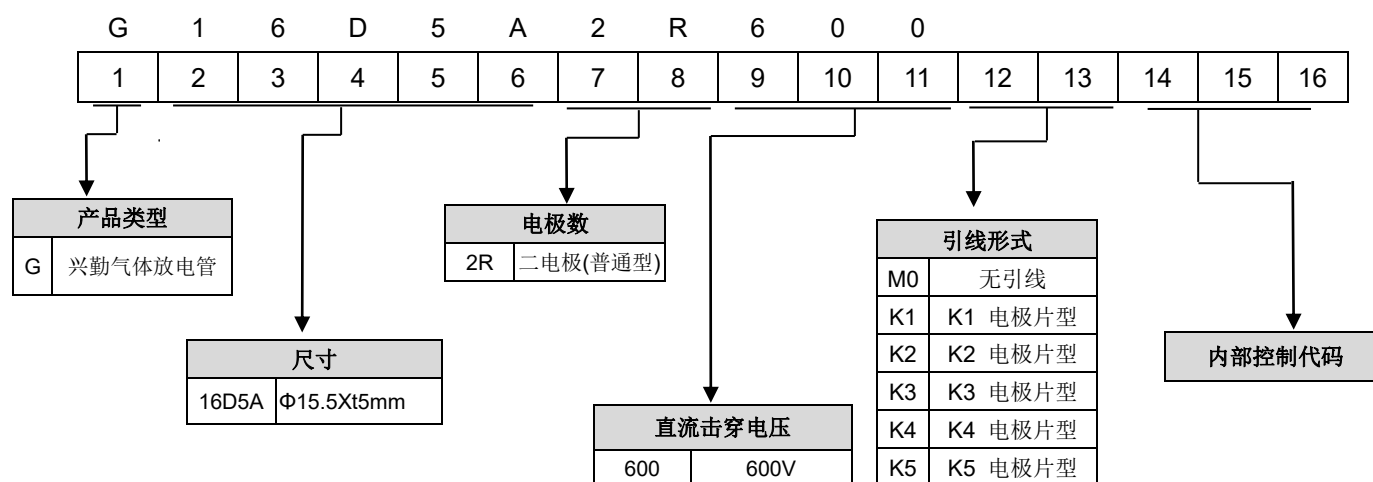 G 1 6 D 5 A 2 R 6 0 0
1 2 3 4 5 6 7 8 9 10 11 12 13 14 15 16
产品类型
G 兴勤气体放电管
尺寸
16D5A Φ15.5Xt5mm
电极数
2R 二电极(普通型)
直流击穿电压
600 600V
引线形式
M0 无引线
K1 K1 电极片型
K2 K2 电极片型
K3 K3 电极片型
K4 K4 电极片型
K5 K5 电极片型
内部控制代码